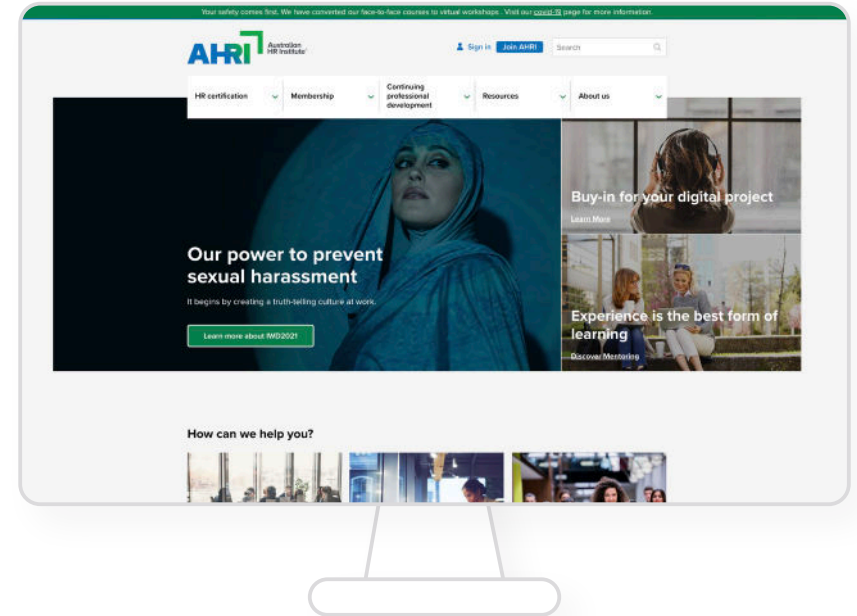 Your safety comes first. We have converted our face-to-face courses to virtual workshops . Visit our covid-19 page for more information.
AHRI
Australian
HR Institute
Sign in
Join AHRI
Search
HR certification
Membership
Continuing
professional
development
Resources
About us
Our power to prevent
sexual harassment
It begins by creating a truth-telling culture at work.
Learn more about IWD2021
Buy-in for your digital project
Learn More
Experience is the best form of
learning
Discover Mentoring
How can we help you?